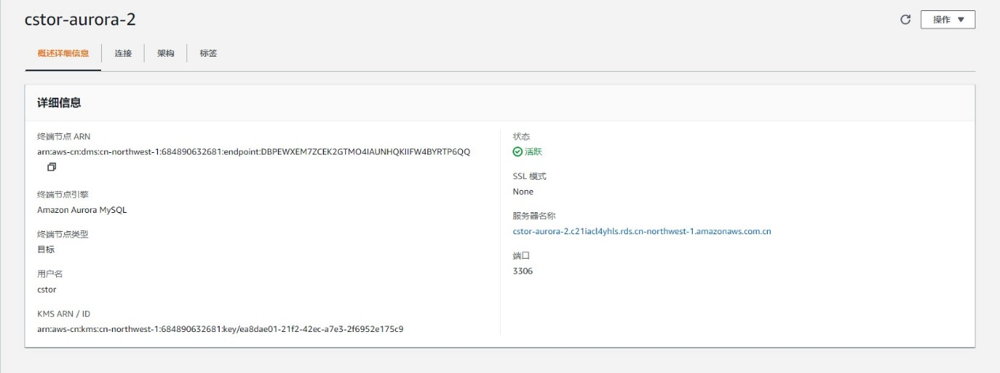 cstor-aurora-2
操作
概述详细信息
连接
架构
标签
详细信息
终端节点 ARN
arn:aws-cn:dms:cn-northwest-1:684890632681:endpoint:DBPEWXEM7ZCEK2GTMO4IAUNHQKIIFW4BYRTP6QQ
终端节点引擎
Amazon Aurora MySQL
终端节点类型
目标
用户名
cstor
KMS ARN / ID
arn:aws-cn:kms:cn-northwest-1:684890632681:key/ea8dae01-21f2-42ec-a7e3-2f6952e175c9
状态
活跃
SSL 模式
None
服务器名称
cstor-aurora-2.c21iacl4yhls.rds.cn-northwest-1.amazonaws.com.cn
端口
3306